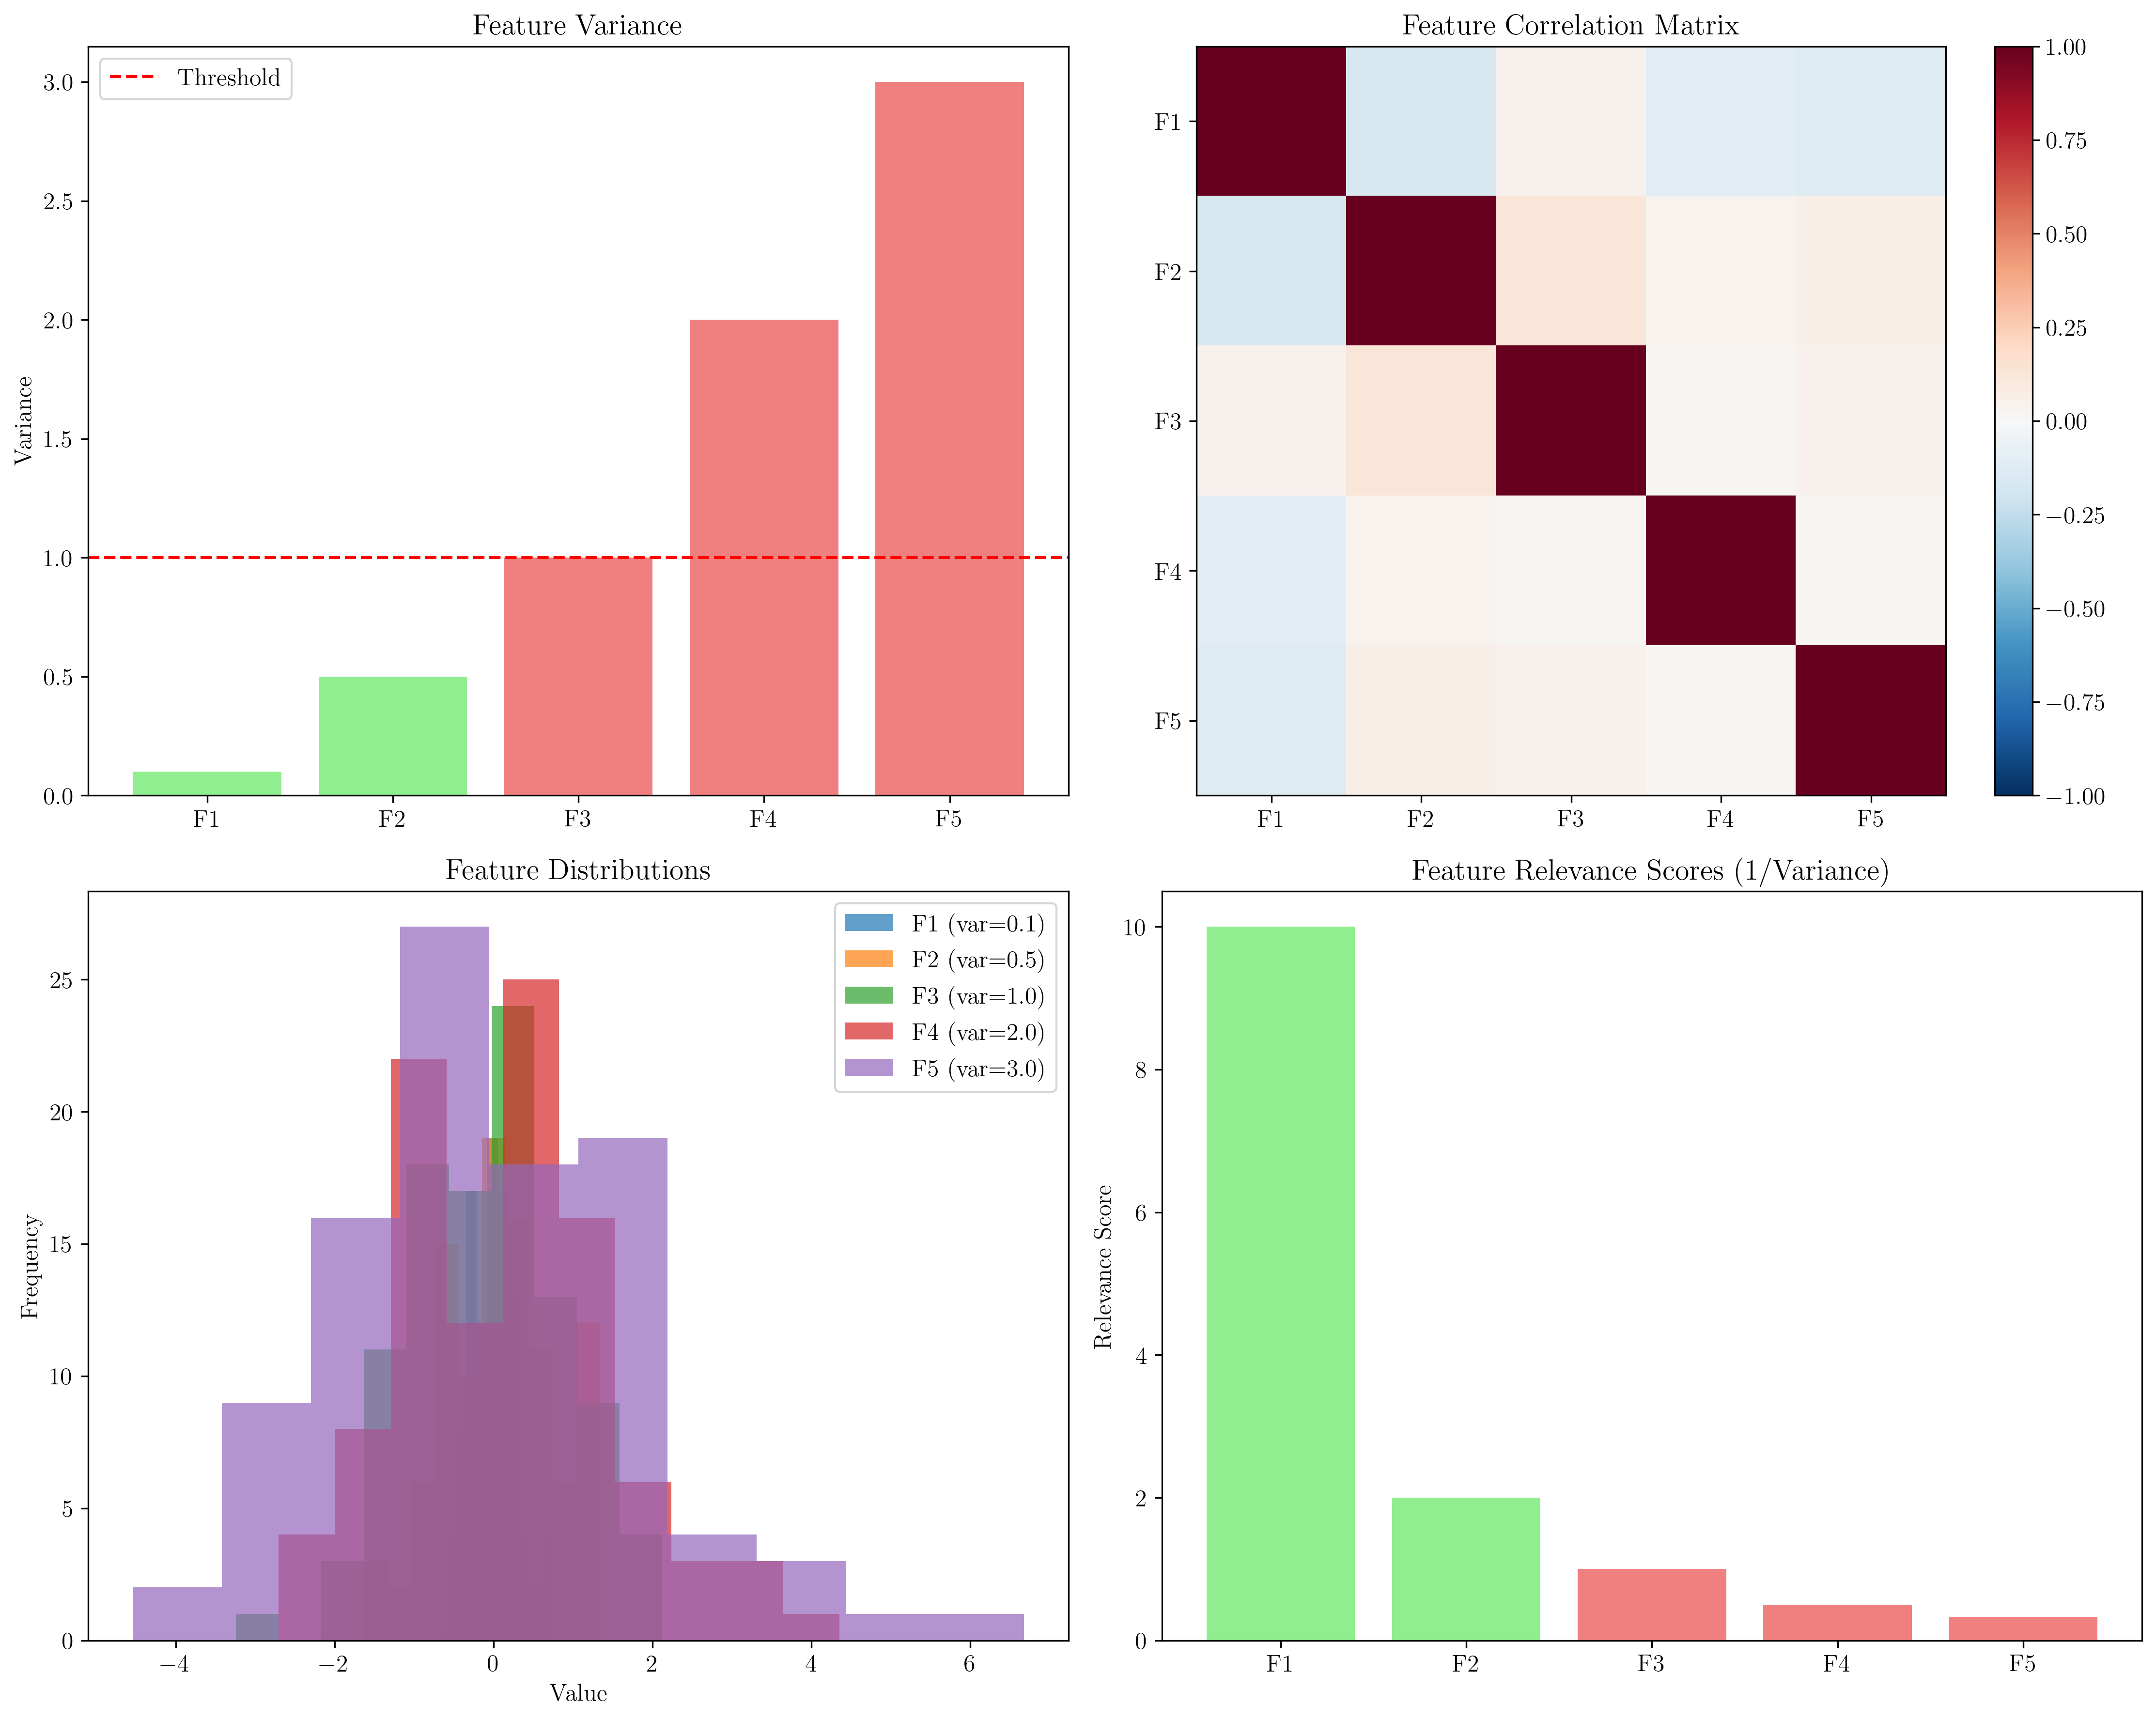 Feature Variance
Threshold
3.0
2.5
2.0
1.5
1.0
0.5
0.0
Variance
F1 F2 F3 F4 F5
Feature Correlation Matrix
F1
F2
F3
F4
F5
F1 F2 F3 F4 F5
1.00
0.75
0.50
0.25
0.00
−0.25
−0.50
−0.75
−1.00
Feature Distributions
F1 (var=0.1)
F2 (var=0.5)
F3 (var=1.0)
F4 (var=2.0)
F5 (var=3.0)
25
20
15
10
5
0
Frequency
−4 −2 0 2 4 6
Value
Feature Relevance Scores (1/Variance)
10
8
6
4
2
0
Relevance Score
F1 F2 F3 F4 F5